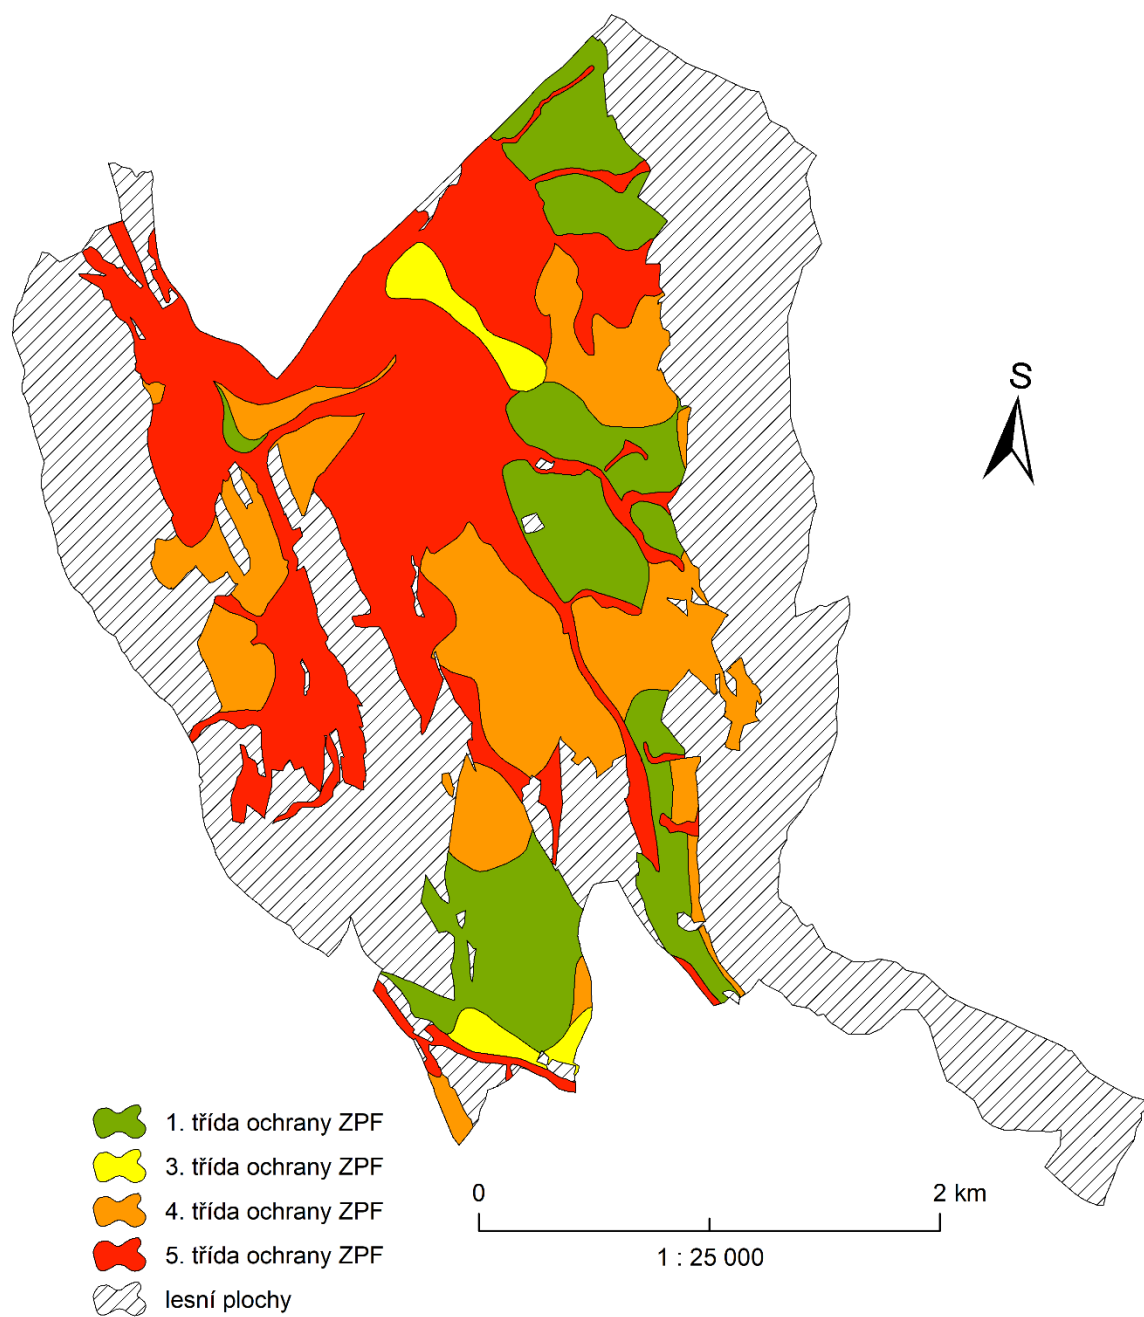 S
1. třída ochrany ZPF
3. třída ochrany ZPF
4. třída ochrany ZPF
5. třída ochrany ZPF
lesní plochy
0 2 km
1 : 25 000